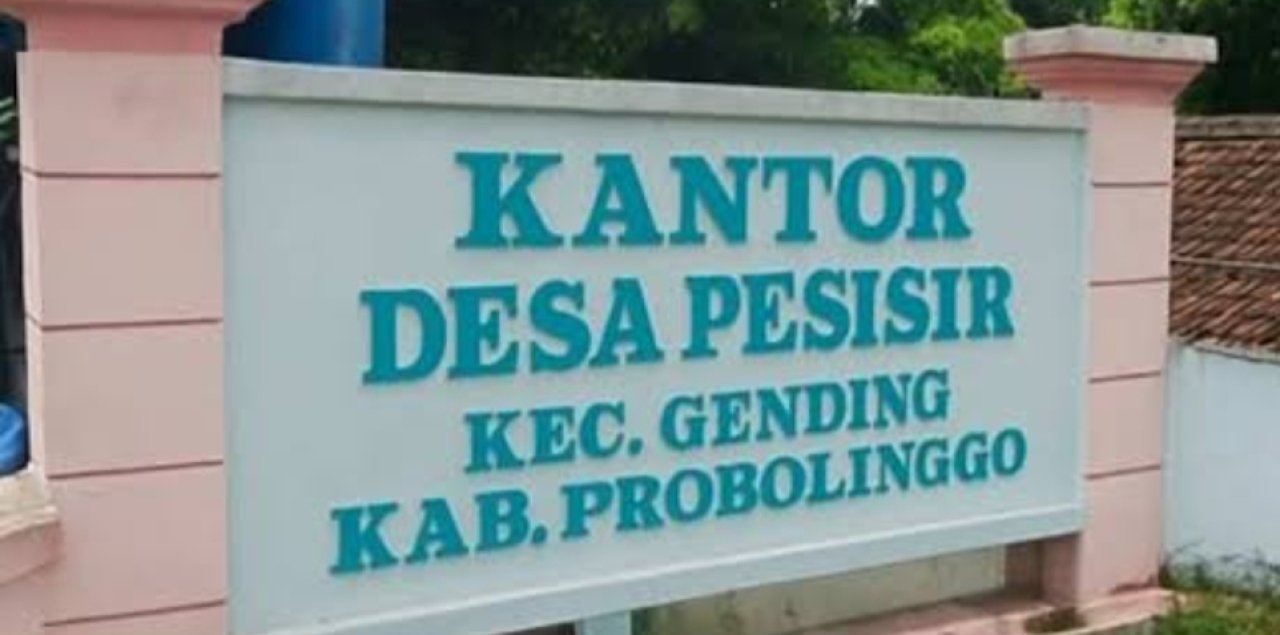 KANTOR
DESA PESISIR
KEC. GENDING
KAB. PROBOLINGGO